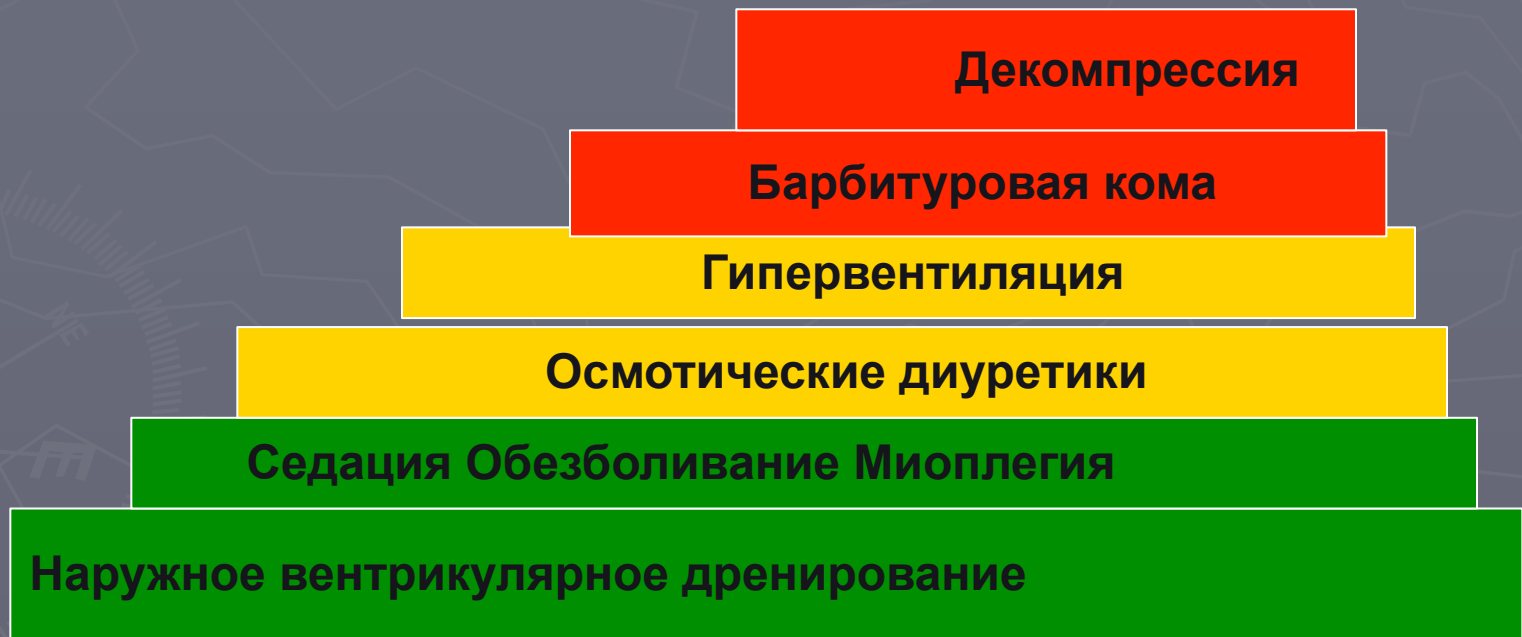 Декомпрессия
Барбитуровая кома
Гипервентиляция
Осмотические диуретики
Седация Обезболивание Миоплегия
Наружное вентрикулярное дренирование